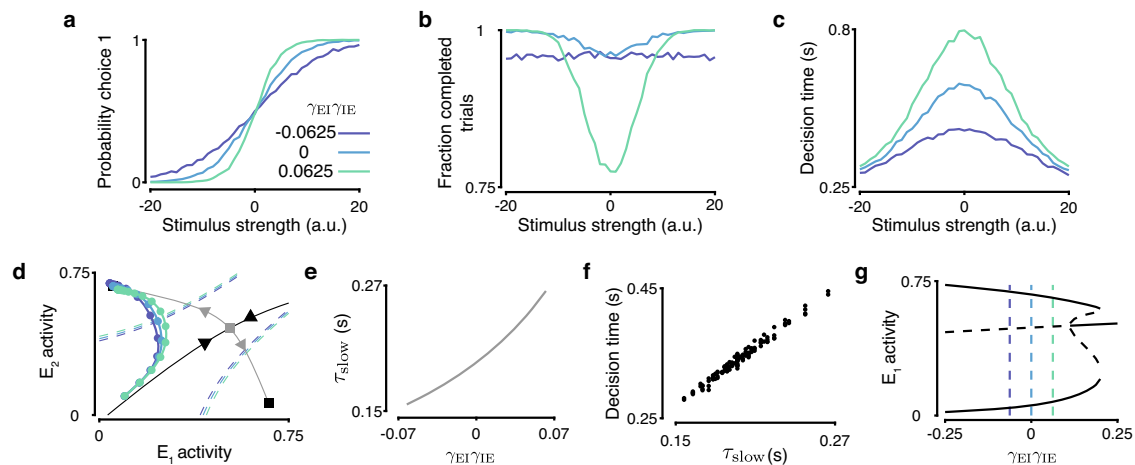 a
Probability choice 1
1
0
γEIγIE
-0.0625
0
0.0625
-20
0
20
Stimulus strength (a.u.)
b
Fraction completed
trials
1
0.75
-20
0
20
Stimulus strength (a.u.)
c
Decision time (s)
0.8
0.25
-20
0
20
Stimulus strength (a.u.)
d
E2 activity
0.75
0
0
0.75
E1 activity
e
τslow (s)
0.27
0.15
-0.07
0
0.07
γEIγIE
f
Decision time (s)
0.45
0.25
0.15
0.27
τslow (s)
g
E1 activity
0.75
0
-0.25
0
0.25
γEIγIE